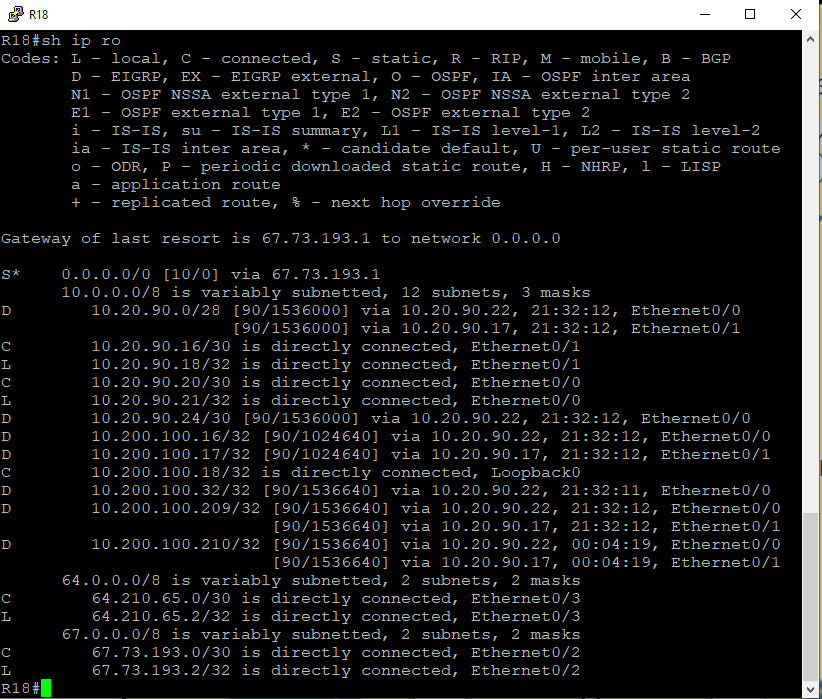 R18
R18#sh ip ro
Codes: L - local, C - connected, S - static, R - RIP, M - mobile, B - BGP
       D - EIGRP, EX - EIGRP external, O - OSPF, IA - OSPF inter area
       N1 - OSPF NSSA external type 1, N2 - OSPF NSSA external type 2
       E1 - OSPF external type 1, E2 - OSPF external type 2
       i - IS-IS, su - IS-IS summary, L1 - IS-IS level-1, L2 - IS-IS level-2
       ia - IS-IS inter area, * - candidate default, U - per-user static route
       o - ODR, P - periodic downloaded static route, H - NHRP, l - LISP
       a - application route
       + - replicated route, % - next hop override
Gateway of last resort is 67.73.193.1 to network 0.0.0.0
S*    0.0.0.0/0 [10/0] via 67.73.193.1
      10.0.0.0/8 is variably subnetted, 12 subnets, 3 masks
D        10.20.90.0/28 [90/1536000] via 10.20.90.22, 21:32:12, Ethernet0/0
                       [90/1536000] via 10.20.90.17, 21:32:12, Ethernet0/1
C        10.20.90.16/30 is directly connected, Ethernet0/1
L        10.20.90.18/32 is directly connected, Ethernet0/1
C        10.20.90.20/30 is directly connected, Ethernet0/0
L        10.20.90.21/32 is directly connected, Ethernet0/0
D        10.20.90.24/30 [90/1536000] via 10.20.90.22, 21:32:12, Ethernet0/0
D        10.200.100.16/32 [90/1024640] via 10.20.90.22, 21:32:12, Ethernet0/0
D        10.200.100.17/32 [90/1024640] via 10.20.90.17, 21:32:12, Ethernet0/1
C        10.200.100.18/32 is directly connected, Loopback0
D        10.200.100.32/32 [90/1536640] via 10.20.90.22, 21:32:11, Ethernet0/0
D        10.200.100.209/32 [90/1536640] via 10.20.90.22, 21:32:12, Ethernet0/0
                           [90/1536640] via 10.20.90.17, 21:32:12, Ethernet0/1
D        10.200.100.210/32 [90/1536640] via 10.20.90.22, 00:04:19, Ethernet0/0
                           [90/1536640] via 10.20.90.17, 00:04:19, Ethernet0/1
      64.0.0.0/8 is variably subnetted, 2 subnets, 2 masks
C        64.210.65.0/30 is directly connected, Ethernet0/3
L        64.210.65.2/32 is directly connected, Ethernet0/3
      67.0.0.0/8 is variably subnetted, 2 subnets, 2 masks
C        67.73.193.0/30 is directly connected, Ethernet0/2
L        67.73.193.2/32 is directly connected, Ethernet0/2
R18#